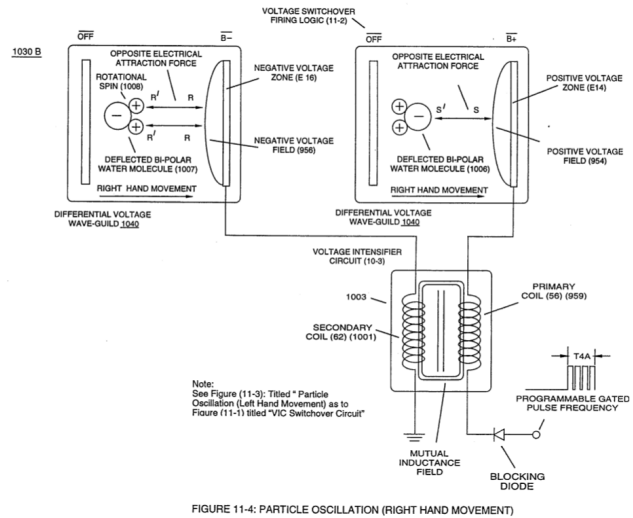 VOLTAGE SWITCHOVER
FIRING LOGIC (11-2)
1030 B
OFF
B−
OPPOSITE ELECTRICAL
ATTRACTION FORCE
ROTATIONAL
SPIN (1008)
R′
R
R′
R
DEFLECTED BI-POLAR
WATER MOLECULE (1007)
RIGHT HAND MOVEMENT
NEGATIVE VOLTAGE
ZONE (E 16)
NEGATIVE VOLTAGE
FIELD (956)
DIFFERENTIAL VOLTAGE
WAVE-GUILD 1040
OFF
B+
OPPOSITE ELECTRICAL
ATTRACTION FORCE
S′
S
DEFLECTED BI-POLAR
WATER MOLECULE (1006)
RIGHT HAND MOVEMENT
POSITIVE VOLTAGE
ZONE (E14)
POSITIVE VOLTAGE
FIELD (954)
DIFFERENTIAL VOLTAGE
WAVE-GUILD 1040
VOLTAGE INTENSIFIER
CIRCUIT (10-3)
1003
SECONDARY
COIL (62) (1001)
PRIMARY
COIL (56) (959)
T4A
PROGRAMMABLE GATED
PULSE FREQUENCY
Note:
See Figure (11-3): Titled " Particle
Oscillation (Left Hand Movement) as to
Figure (11-1) titled "VIC Switchover Circuit"
MUTUAL
INDUCTANCE
FIELD
BLOCKING
DIODE
FIGURE 11-4: PARTICLE OSCILLATION (RIGHT HAND MOVEMENT)